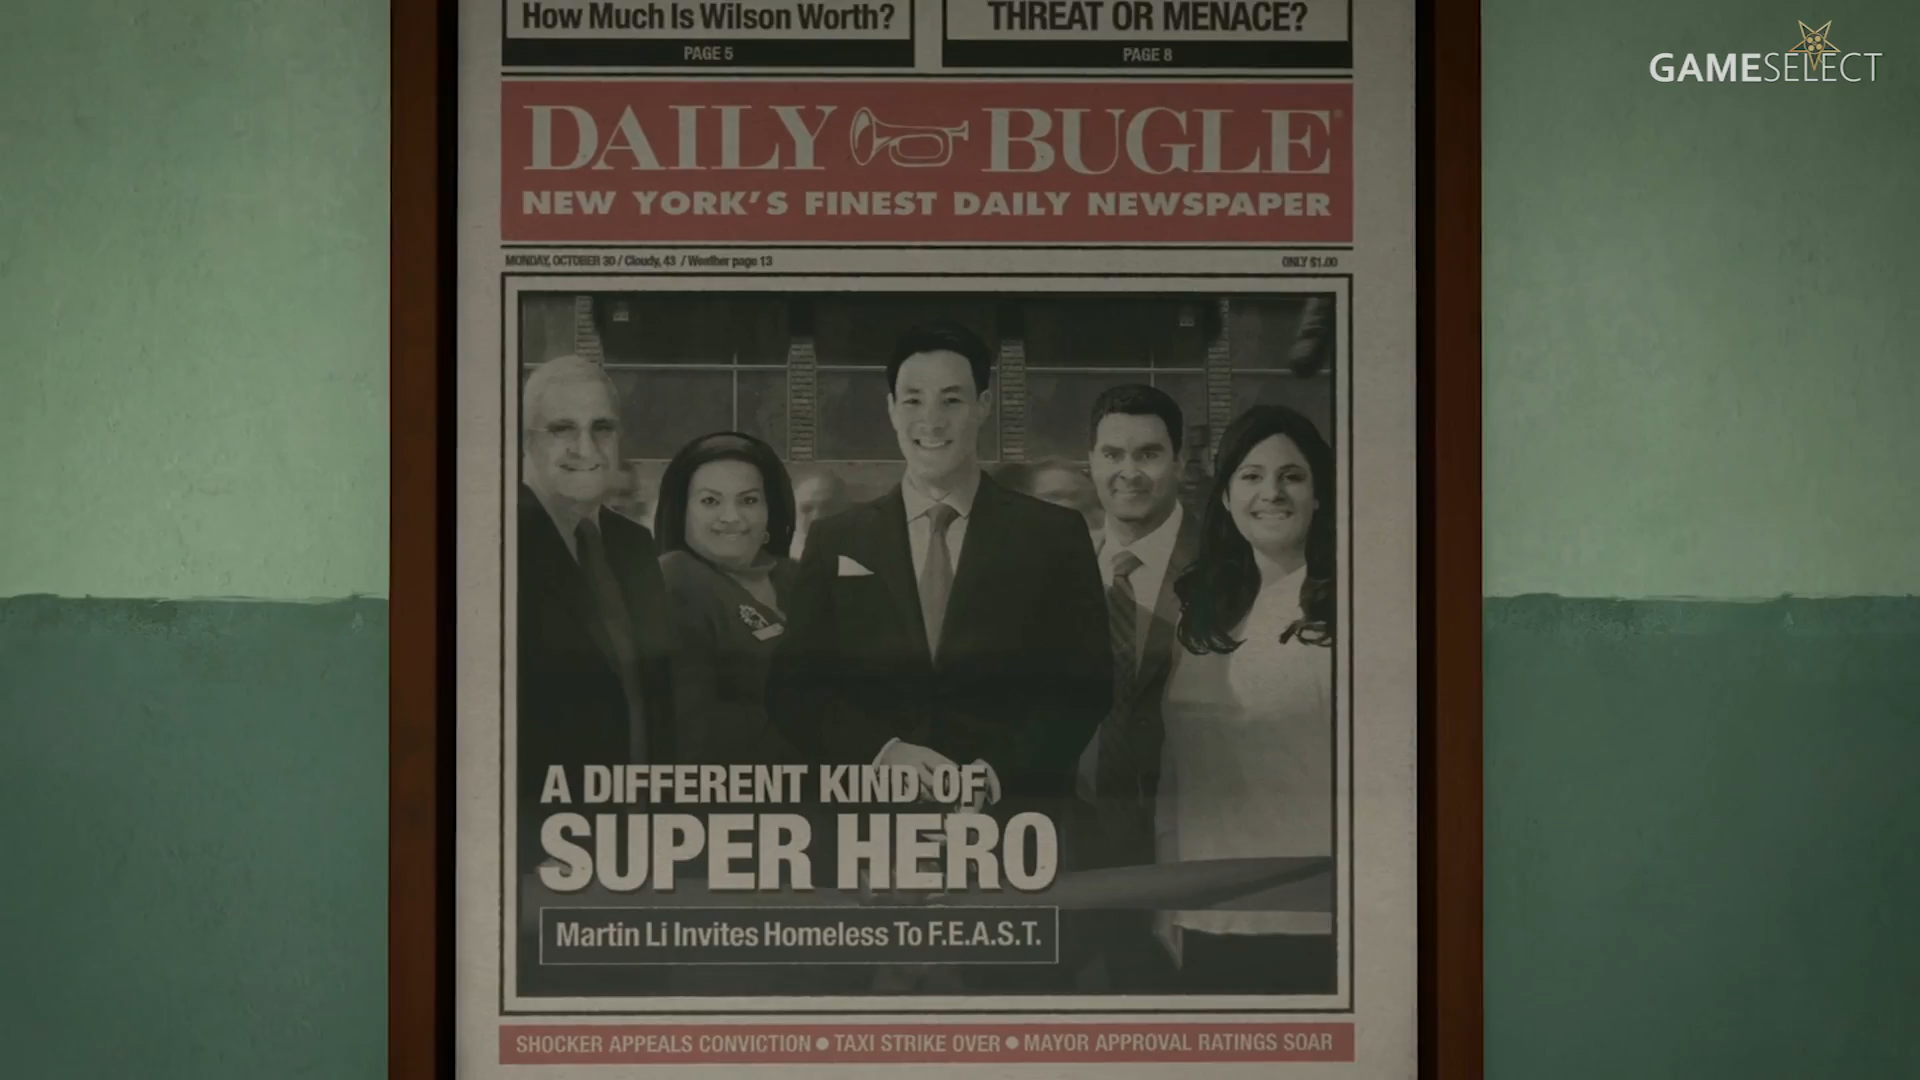 How Much Is Wilson Worth?
PAGE 5
THREAT OR MENACE?
PAGE 8
GAMESELECT
DAILY BUGLE
NEW YORK'S FINEST DAILY NEWSPAPER
MONDAY, OCTOBER 30 / Cloudy, 43 / Weather page 13
ONLY $1.00
A DIFFERENT KIND OF
SUPER HERO
Martin Li Invites Homeless To F.E.A.S.T.
SHOCKER APPEALS CONVICTION ● TAXI STRIKE OVER ● MAYOR APPROVAL RATINGS SOAR